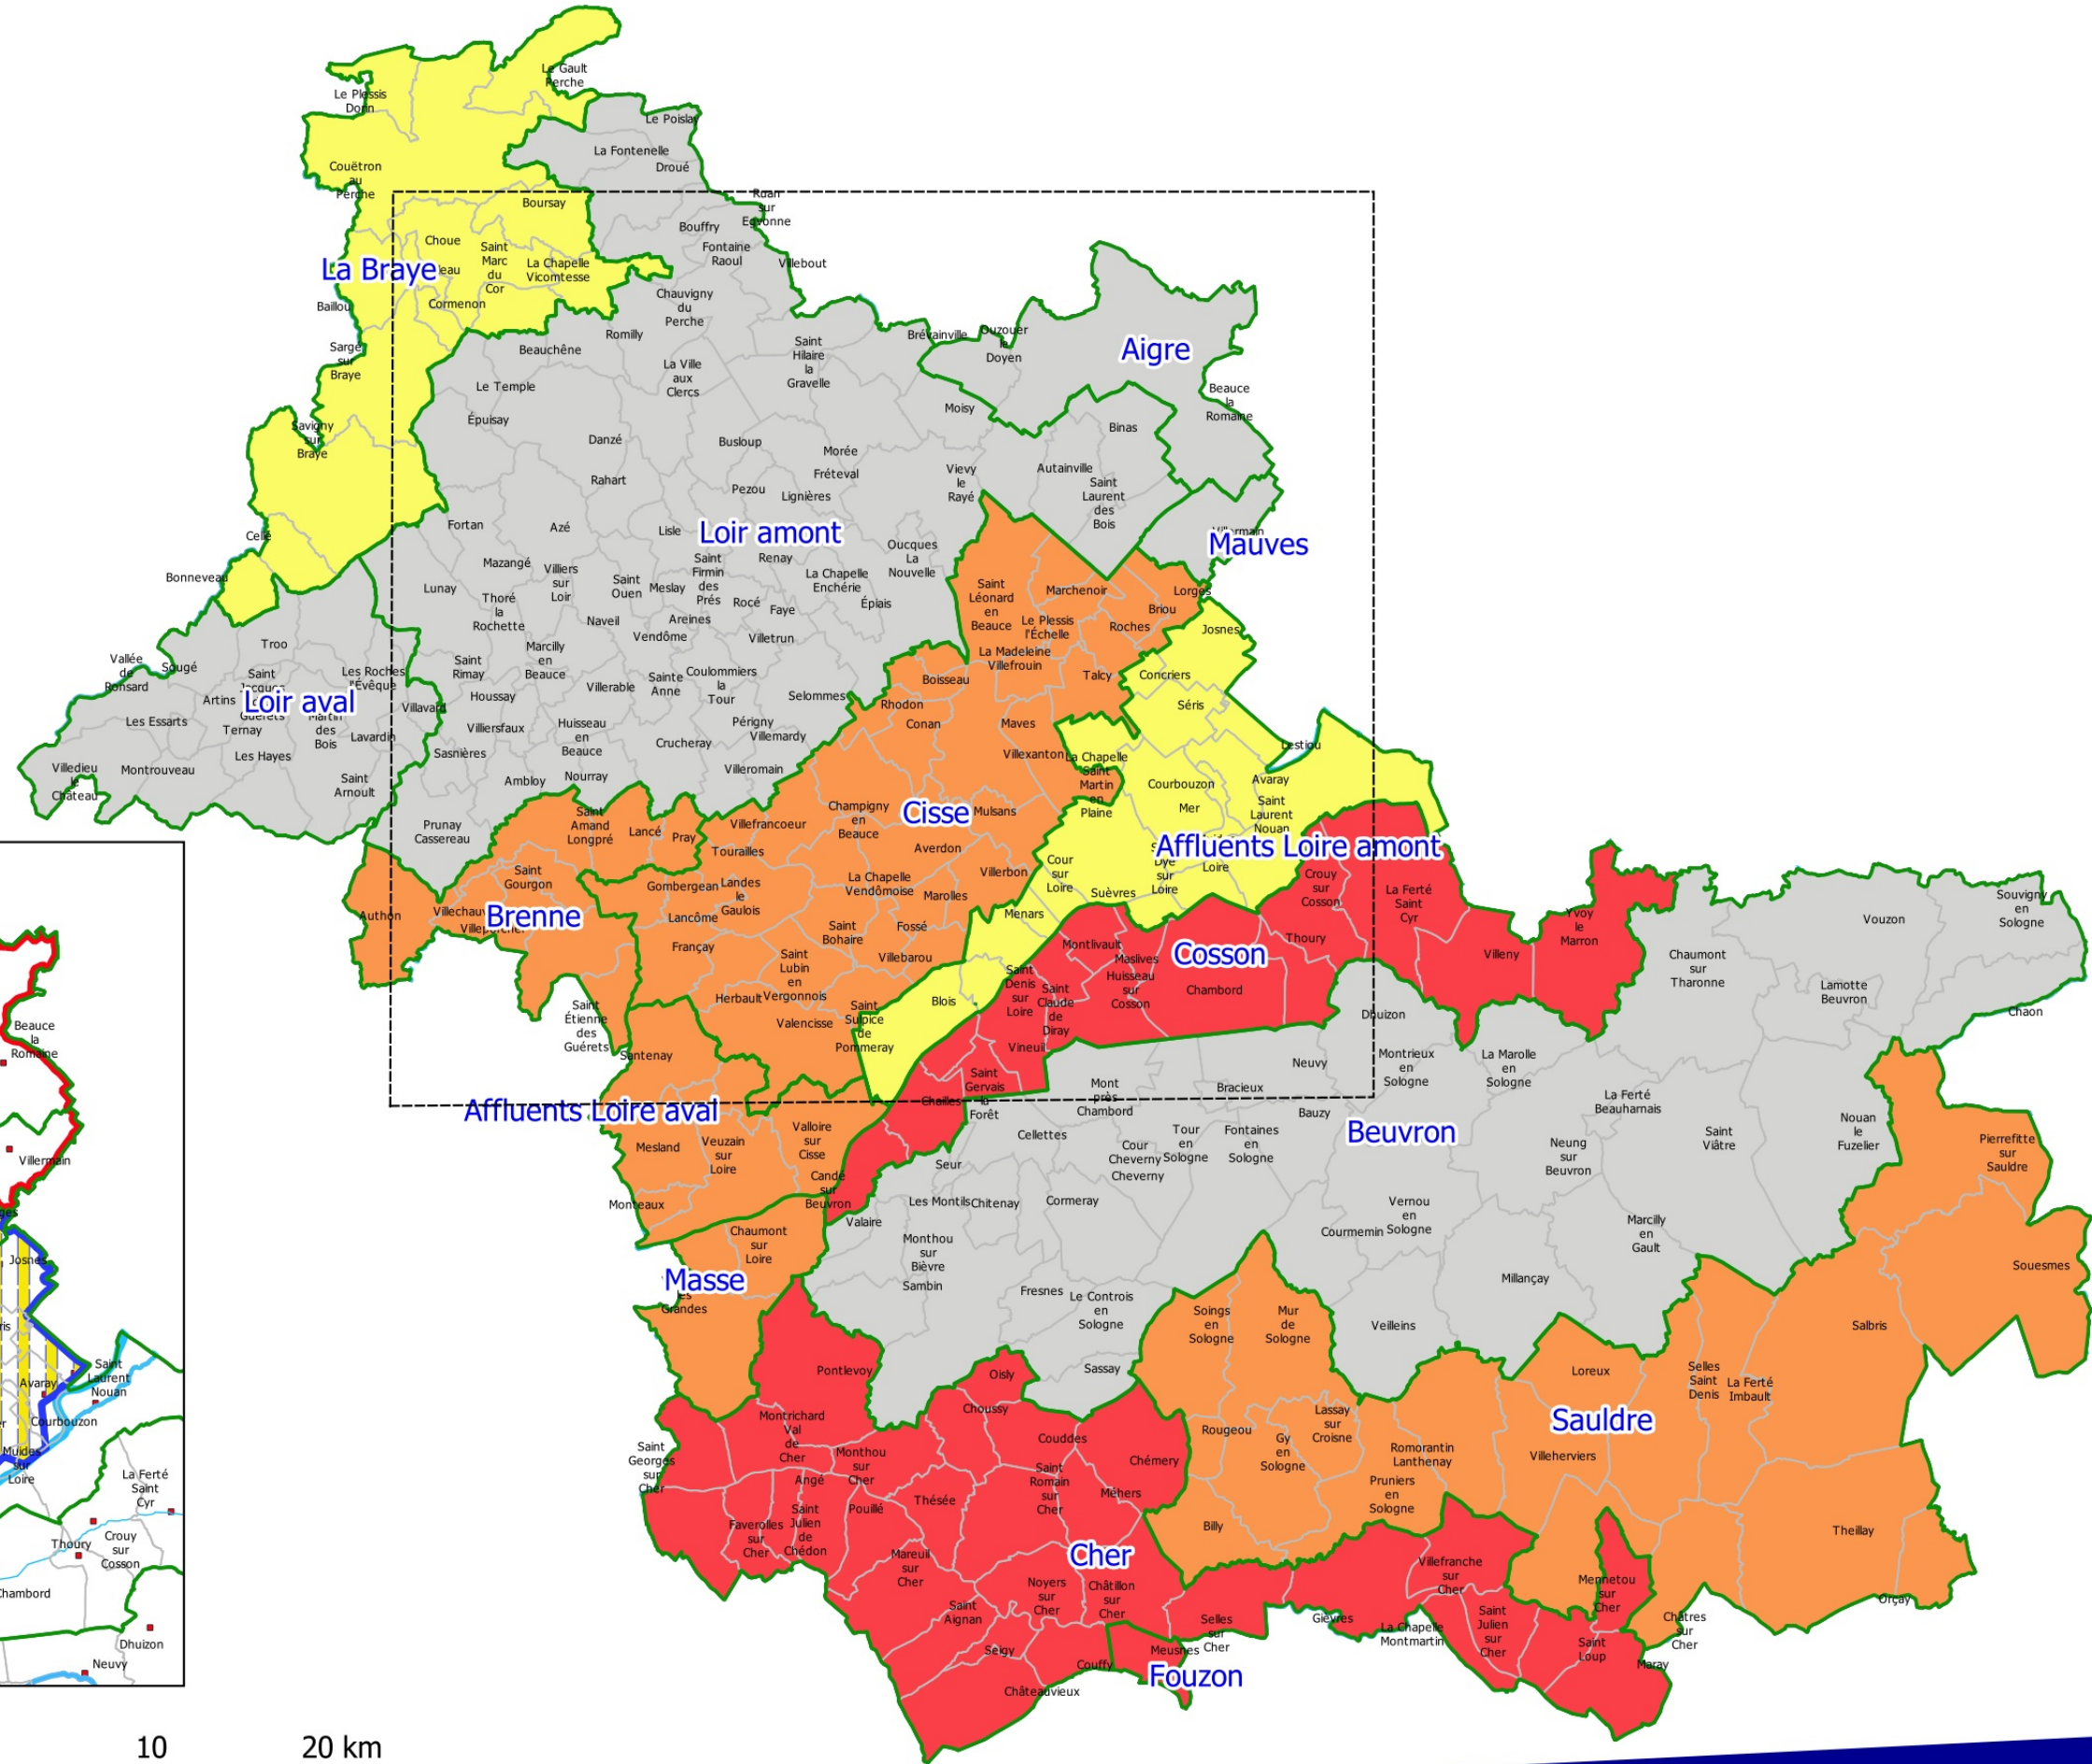 Le Gault
Perche
Le Plessis
Dorin
Le Poislay
La Fontenelle
Droué
Couëtron
au
Perche
Boursay
Ruan
sur
Egvonne
Bouffry
Choue
Saint
Marc
du
Cor
Fontaine
Raoul
La Braye
La Chapelle
Vicomtesse
Villebout
Baillou
Cormenon
Chauvigny
du
Perche
Romilly
Brévainville
Ouzouer
le
Doyen
Aigre
Sargé
sur
Braye
Beauchêne
Saint
Hilaire
la
Gravelle
La Ville
aux
Clercs
Le Temple
Beauce
la
Romaine
Moisy
Épuisay
Savigny
sur
Braye
Binas
Danzé
Busloup
Morée
Fréteval
Vievy
le
Rayé
Autainville
Saint
Laurent
des
Bois
Rahart
Pezou
Lignières
Fortan
Azé
Lisle
Loir amont
Cellé
Villermain
Mauves
Oucques
La
Nouvelle
Bonneveau
Mazangé
Villiers
sur
Loir
Saint
Ouen
Meslay
Saint
Firmin
des
Prés
Renay
La Chapelle
Enchérie
Lunay
Thoré
la
Rochette
Rocé
Faye
Épiais
Saint
Léonard
en
Beauce
Marchenoir
Lorges
Briou
Le Plessis
l'Échelle
Roches
Josnes
Naveil
Areines
Vendôme
Villetrun
Troo
Marcilly
en
Beauce
La Madeleine
Villefrouin
Vallée
de
Ronsard
Sougé
Saint
Jacques
Guérets
Les Roches
l'Évêque
Saint
Rimay
Sainte
Anne
Coulommiers
la
Tour
Boisseau
Talcy
Concriers
Artins
Loir aval
Villavard
Houssay
Villerable
Selommes
Rhodon
Séris
Les Essarts
Ternay
Martin
des
Bois
Lavardin
Villiersfaux
Huisseau
en
Beauce
Périgny
Villemardy
Conan
Maves
Crucheray
Lestiou
Les Hayes
Sasnières
Villexanton
La Chapelle
Saint
Martin
en
Plaine
Villedieu
le
Château
Montrouveau
Saint
Arnoult
Ambloy
Nourray
Villeromain
Courbouzon
Avaray
Mer
Saint
Laurent
Nouan
Champigny
en
Beauce
Cisse
Mulsans
Prunay
Cassereau
Saint
Amand
Longpré
Lancé
Pray
Villefrancoeur
Tourailles
Averdon
Affluents Loire amont
Dyé
sur
Loire
Loire
Cour
sur
Loire
Suèvres
Villerbon
Saint
Gourgon
Gombergean
Landes
le
Gaulois
La Chapelle
Vendômoise
Marolles
Crouy
sur
Cosson
La Ferté
Saint
Cyr
Authon
Brenne
Lancôme
Menars
Yvoy
le
Marron
Vouzon
Souvigny
en
Sologne
Saint
Bohaire
Fossé
Françay
Montlivault
Maslives
Thoury
Cosson
Villeny
Chaumont
sur
Tharonne
Saint
Lubin
en
Vergonnois
Villebarou
Huisseau
sur
Cosson
Chambord
Lamotte
Beuvron
Herbault
Blois
Saint
Denis
sur
Loire
Saint
Claude
de
Diray
Chaon
Saint
Étienne
des
Guérets
Valencisse
Saint
Sulpice
de
Pommeray
Dhuizon
Santenay
Vineuil
Neuvy
Montrieux
en
Sologne
La Marolle
en
Sologne
Saint
Gervais
la
Forêt
Chailles
Mont
près
Chambord
Bracieux
La Ferté
Beauharnais
Affluents Loire aval
Bauzy
Beuvron
Nouan
le
Fuzelier
Mesland
Veuzain
sur
Loire
Valloire
sur
Cisse
Cellettes
Cour
Cheverny
Cheverny
Tour
en
Sologne
Fontaines
en
Sologne
Neung
sur
Beuvron
Saint
Viâtre
Pierrefitte
sur
Sauldre
Seur
Monteaux
Candé
sur
Beuvron
Les Montils
Chitenay
Cormeray
Vernou
en
Sologne
Courmemin
Valaire
Chaumont
sur
Loire
Monthou
sur
Bièvre
Marcilly
en
Gault
Souesmes
Masse
Grandes
Sambin
Fresnes
Le Controis
en
Sologne
Millançay
Soings
en
Sologne
Mur
de
Sologne
Veilleins
Salbris
Pontlevoy
Oisly
Sassay
Loreux
Selles
Saint
Denis
La Ferté
Imbault
Choussy
Montrichard
Val
de
Cher
Couddes
Rougeou
Lassay
sur
Croisne
Sauldre
Saint
Georges
sur
Cher
Monthou
sur
Cher
Chémery
Gy
en
Sologne
Romorantin
Lanthenay
Villeherviers
Angé
Thésée
Saint
Romain
sur
Cher
Méhers
Pruniers
en
Sologne
Faverolles
sur
Cher
Saint
Julien
de
Chédon
Pouillé
Billy
Theillay
Mareuil
sur
Cher
Cher
Villefranche
sur
Cher
Noyers
sur
Cher
Châtillon
sur
Cher
Mennetou
sur
Cher
Saint
Aignan
Selles
sur
Cher
Gièvres
La Chapelle
Montmartin
Saint
Julien
sur
Cher
Châtres
sur
Cher
Orçay
Seigy
Couffy
Meusnes
Saint
Loup
Maray
Fouzon
Châteauvieux
Beauce
la
Romaine
Villermain
Josnes
Saint
Laurent
Nouan
Avaray
Courbouzon
Muides
sur
Loire
La Ferté
Saint
Cyr
Thoury
Crouy
sur
Cosson
Chambord
Dhuizon
Neuvy
10
20 km